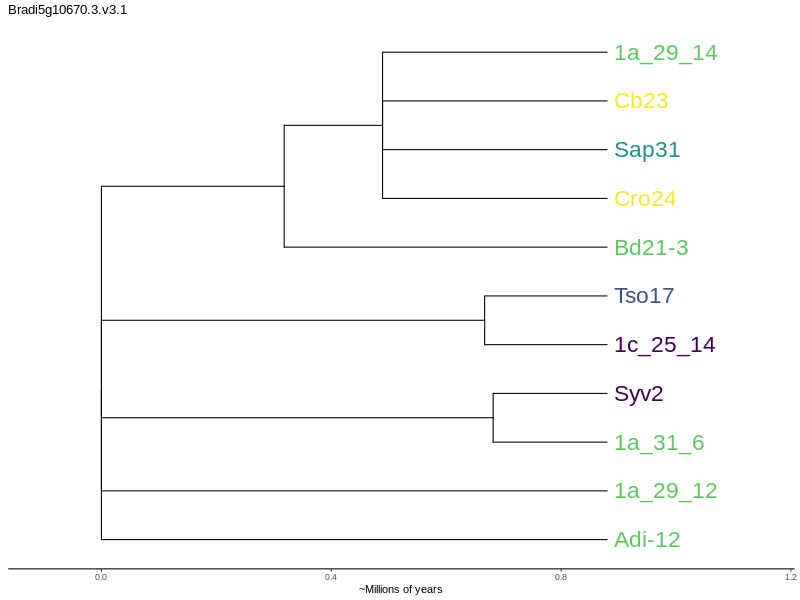 Bradi5g10670.3.v3.1
1a_29_14
Cb23
Sap31
Cro24
Bd21-3
Tso17
1c_25_14
Syv2
1a_31_6
1a_29_12
Adi-12
0.0 0.4 0.8 1.2
~Millions of years